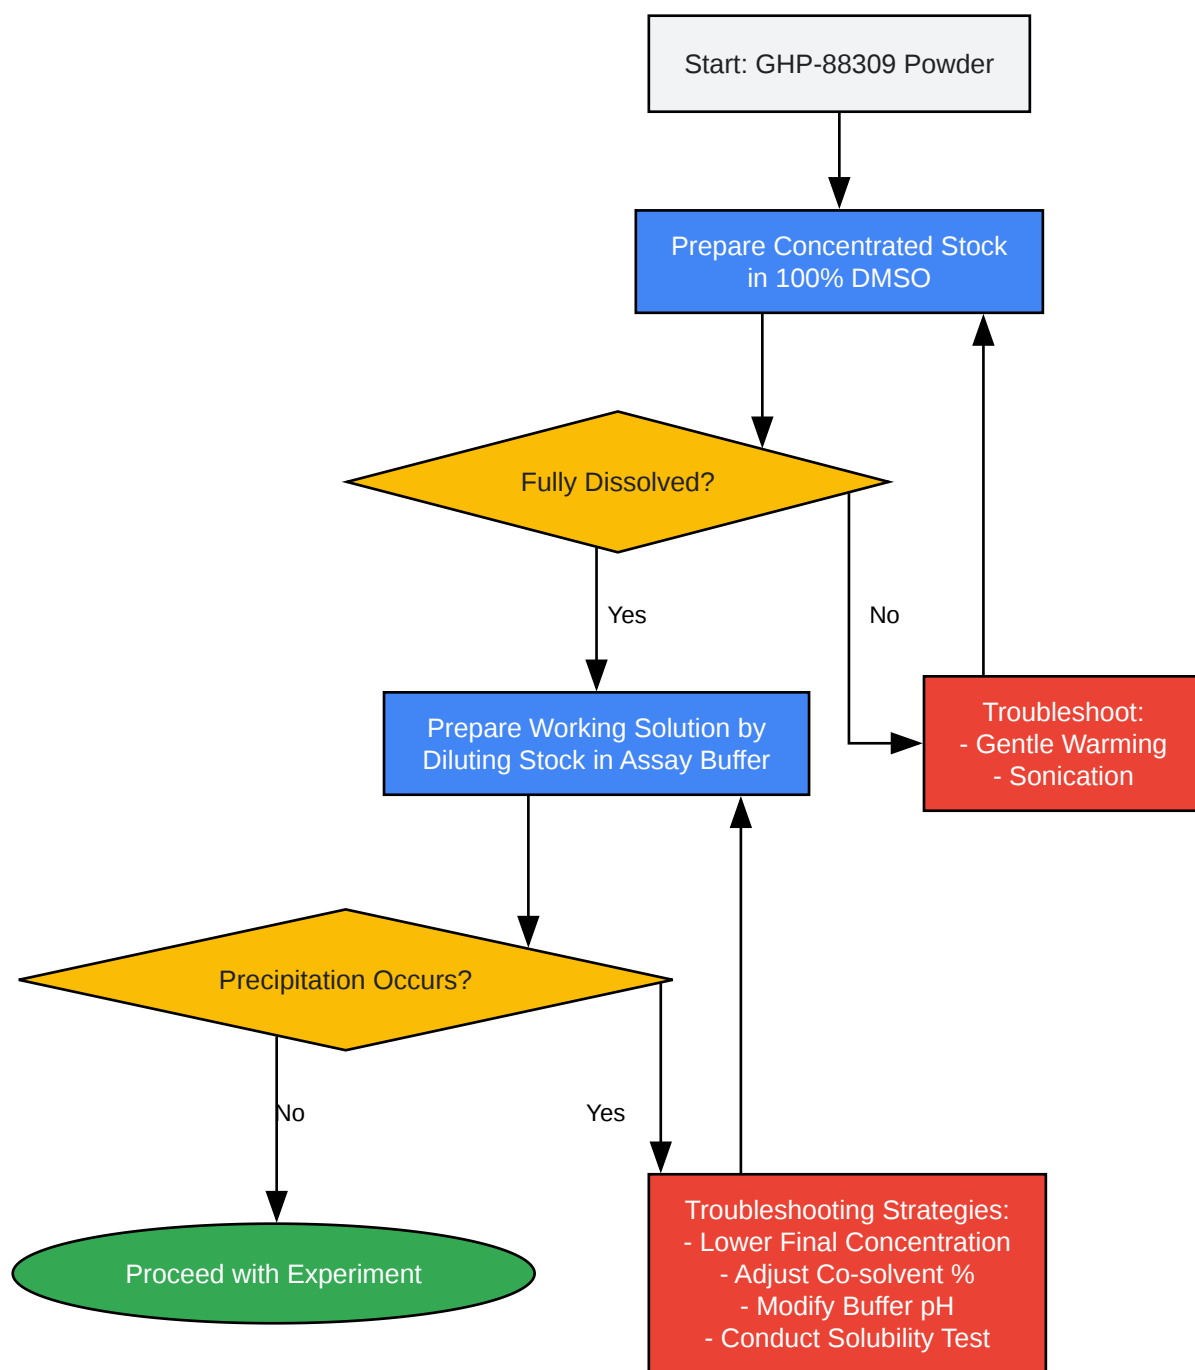 Start: GHP-88309 Powder
Prepare Concentrated Stock
in 100% DMSO
Fully Dissolved?
Yes
No
Troubleshoot:
- Gentle Warming
- Sonication
Prepare Working Solution by
Diluting Stock in Assay Buffer
Precipitation Occurs?
No
Yes
Troubleshooting Strategies:
- Lower Final Concentration
- Adjust Co-solvent %
- Modify Buffer pH
- Conduct Solubility Test
Proceed with Experiment